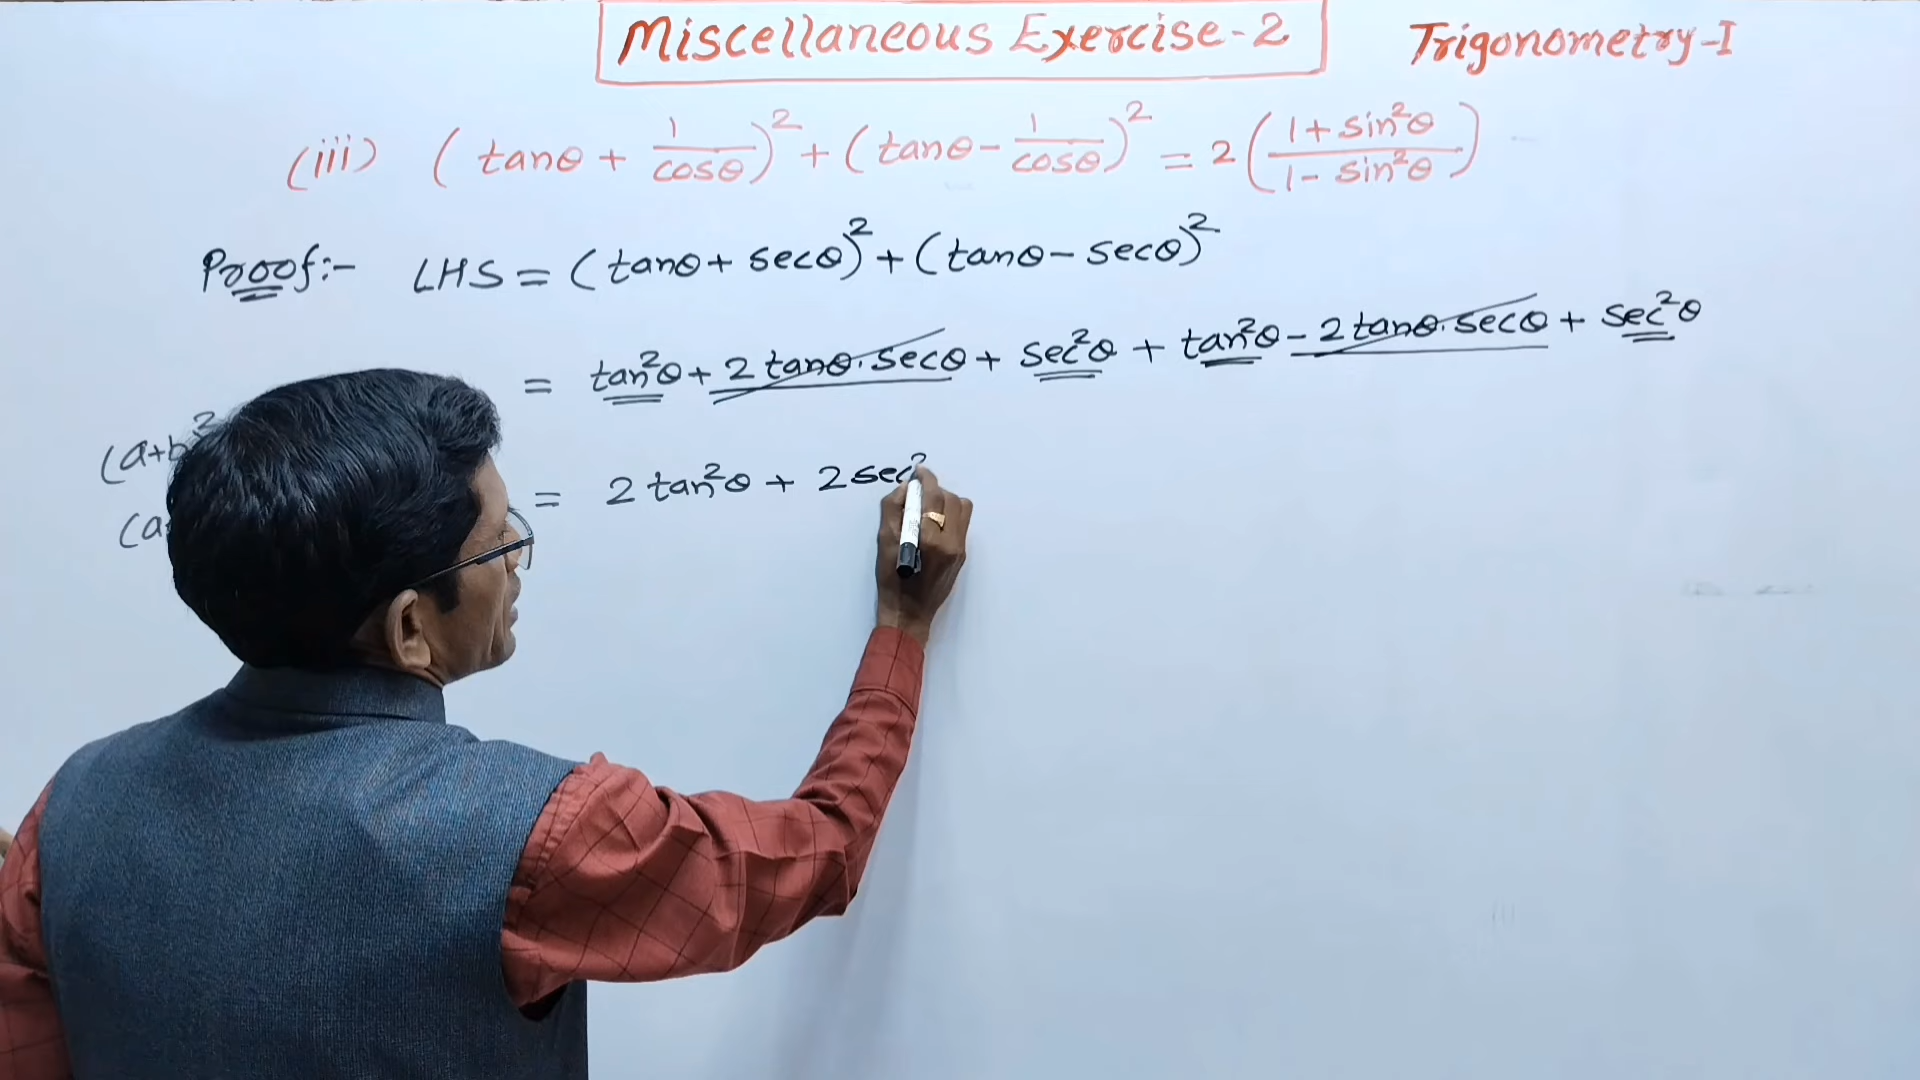 Miscellaneous Exercise-2
Trigonometry-I
(iii) (tanθ + 1/cosθ)² + (tanθ - 1/cosθ)² = 2((1 + sin²θ)/(1 - sin²θ))
Proof:- LHS = (tanθ + secθ)² + (tanθ - secθ)²
= tan²θ + 2 tanθ·secθ + sec²θ + tan²θ - 2 tanθ·secθ + sec²θ
(a+b ²
(a
= 2 tan²θ + 2 sec²